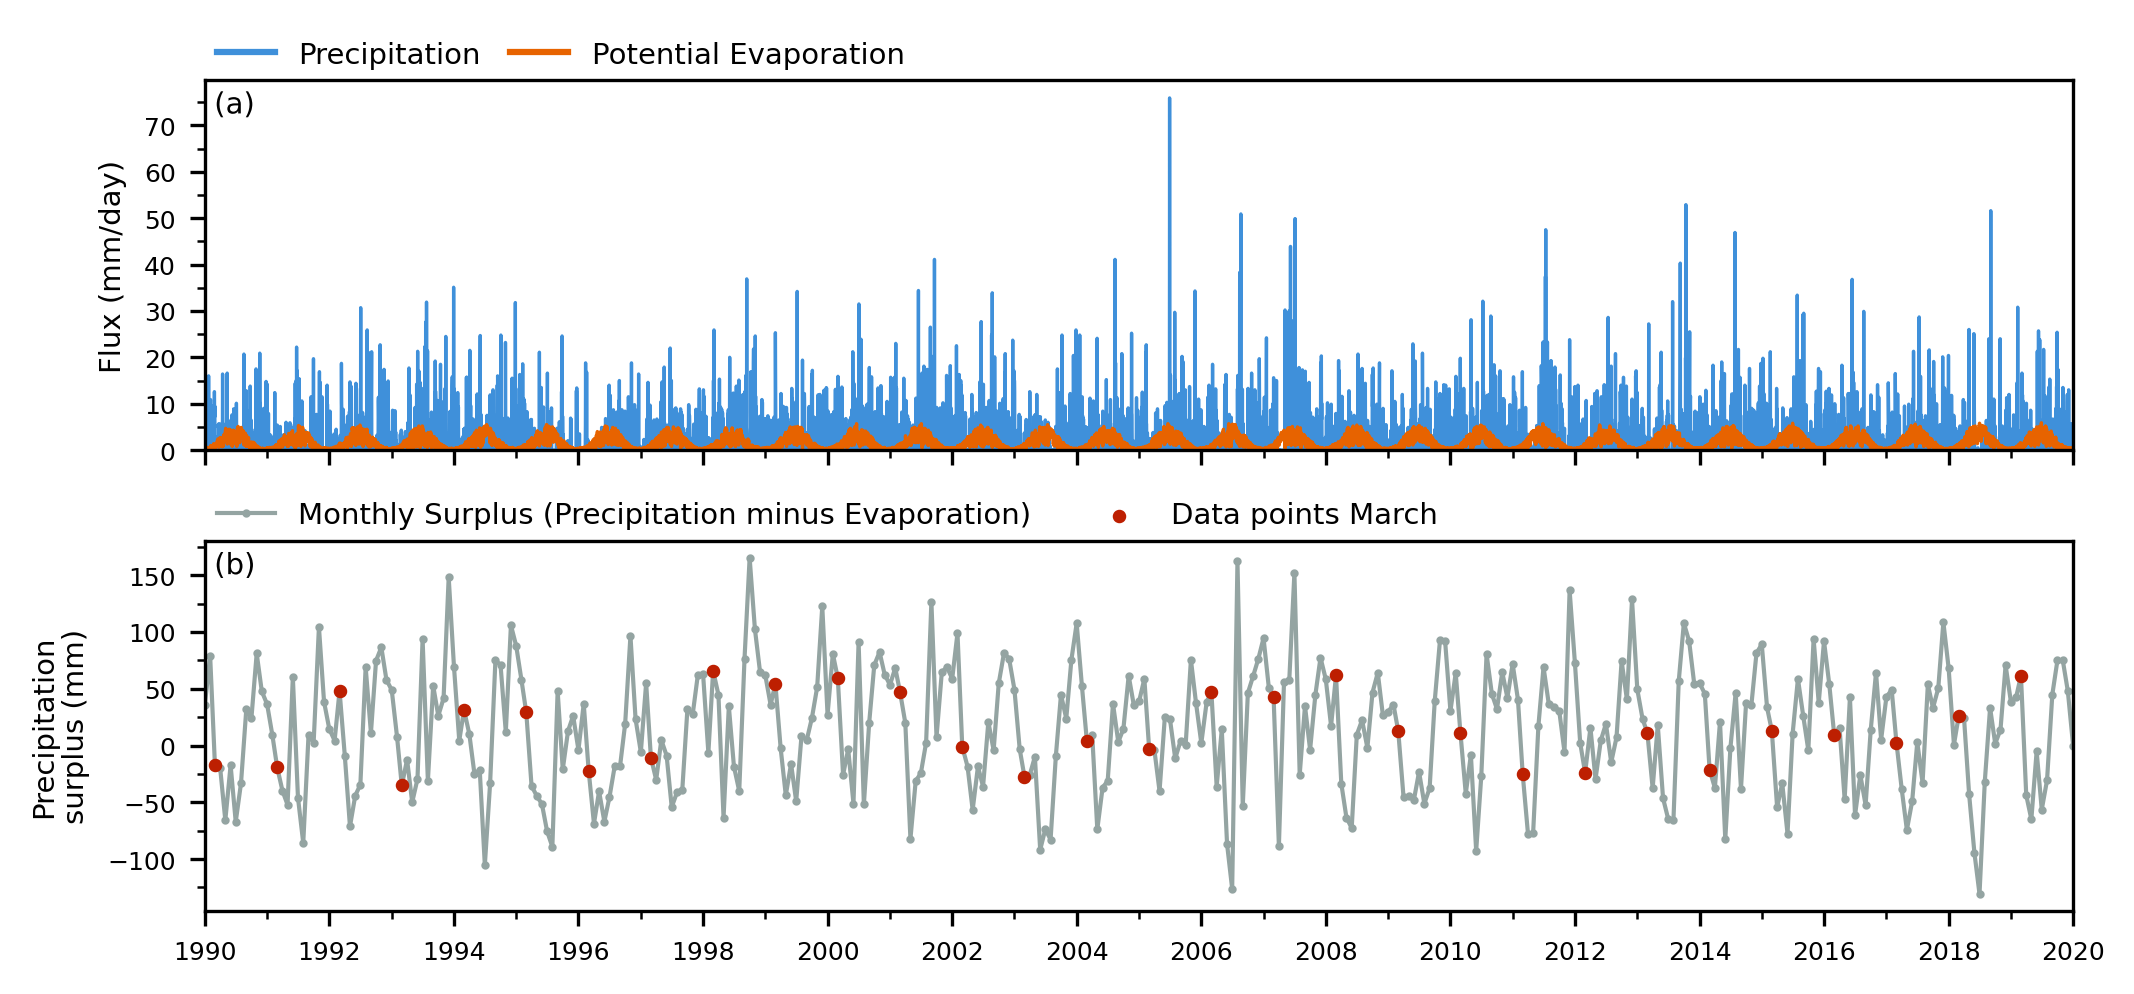 Precipitation Potential Evaporation
(a)
Flux (mm/day)
70
60
50
40
30
20
10
0
Monthly Surplus (Precipitation minus Evaporation) Data points March
(b)
Precipitation
surplus (mm)
150
100
50
0
−50
−100
1990 1992 1994 1996 1998 2000 2002 2004 2006 2008 2010 2012 2014 2016 2018 2020